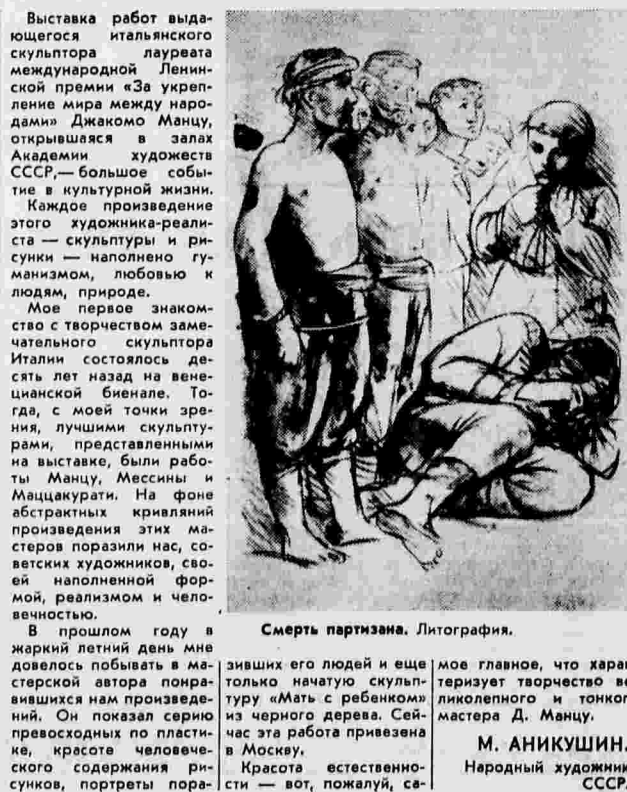 Выставка работ выда-
ющегося итальянского
скульптора лауреата
международной Ленин-
ской премии «За укреп-
ление мира между наро-
дами» Джакомо Манцу,
открывшаяся в залах
Академии художеств
СССР,— большое собы-
тие в культурной жизни.
Каждое произведение
этого художника-реали-
ста — скульптуры и ри-
сунки — наполнено гу-
манизмом, любовью к
людям, природе.
Мое первое знаком-
ство с творчеством заме-
чательного скульптора
Италии состоялось де-
сять лет назад на вене-
цианской биенале. То-
гда, с моей точки зре-
ния, лучшими скульпту-
рами, представленными
на выставке, были рабо-
ты Манцу, Мессины и
Маццакурати. На фоне
абстрактных кривляний
произведения этих ма-
стеров поразили нас, со-
ветских художников, сво-
ей наполненной фор-
мой, реализмом и чело-
вечностью.
В прошлом году в
жаркий летний день мне
довелось побывать в ма-
стерской автора понра-
вившихся нам произведе-
ний. Он показал серию
превосходных по пласти-
ке, красоте человече-
ского содержания ри-
сунков, портреты пора-
Смерть партизана. Литография.
зивших его людей и еще
только начатую скульп-
туру «Мать с ребенком»
из черного дерева. Сей-
час эта работа привезена
в Москву.
Красота естественно-
сти — вот, пожалуй, са-
мое главное, что харак
теризует творчество ве
ликолепного и тонког
мастера Д. Манцу.
М. АНИКУШИН.
Народный художник
СССР.